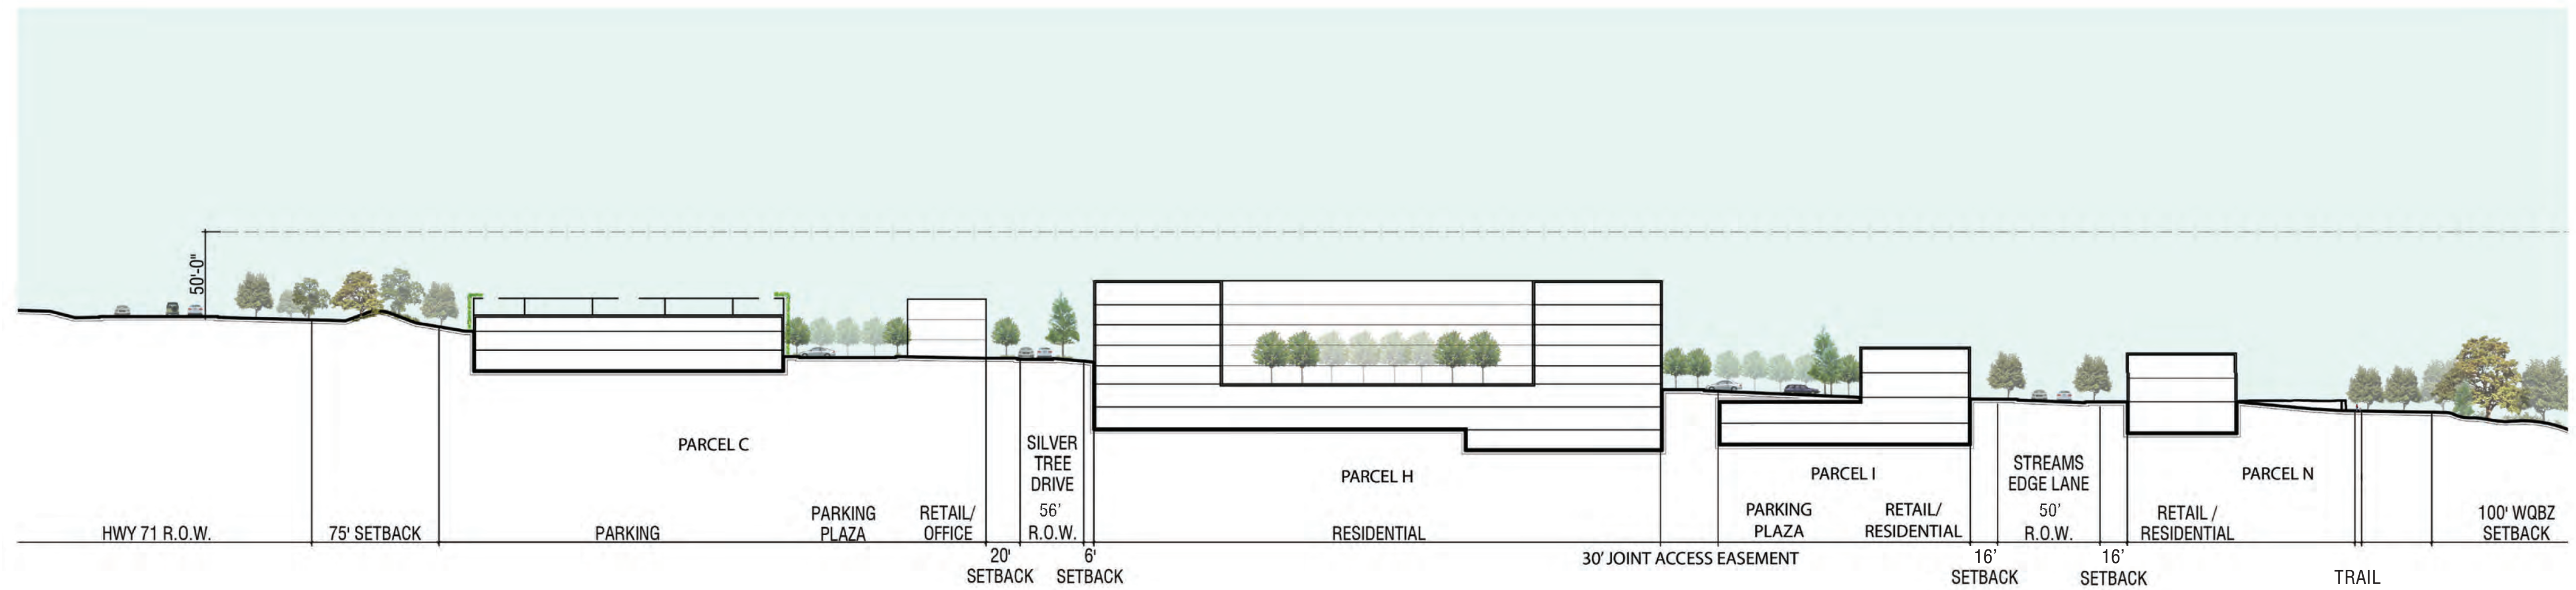 50'-0"
PARCEL C
SILVER
TREE
DRIVE
56'
R.O.W.
PARCEL H
PARCEL I
STREAMS
EDGE LANE
50'
R.O.W.
PARCEL N
HWY 71 R.O.W.
75' SETBACK
PARKING
PARKING
PLAZA
RETAIL/
OFFICE
RESIDENTIAL
PARKING
PLAZA
RETAIL/
RESIDENTIAL
RETAIL /
RESIDENTIAL
100' WQBZ
SETBACK
20'
SETBACK
6'
SETBACK
30' JOINT ACCESS EASEMENT
16'
SETBACK
16'
SETBACK
TRAIL